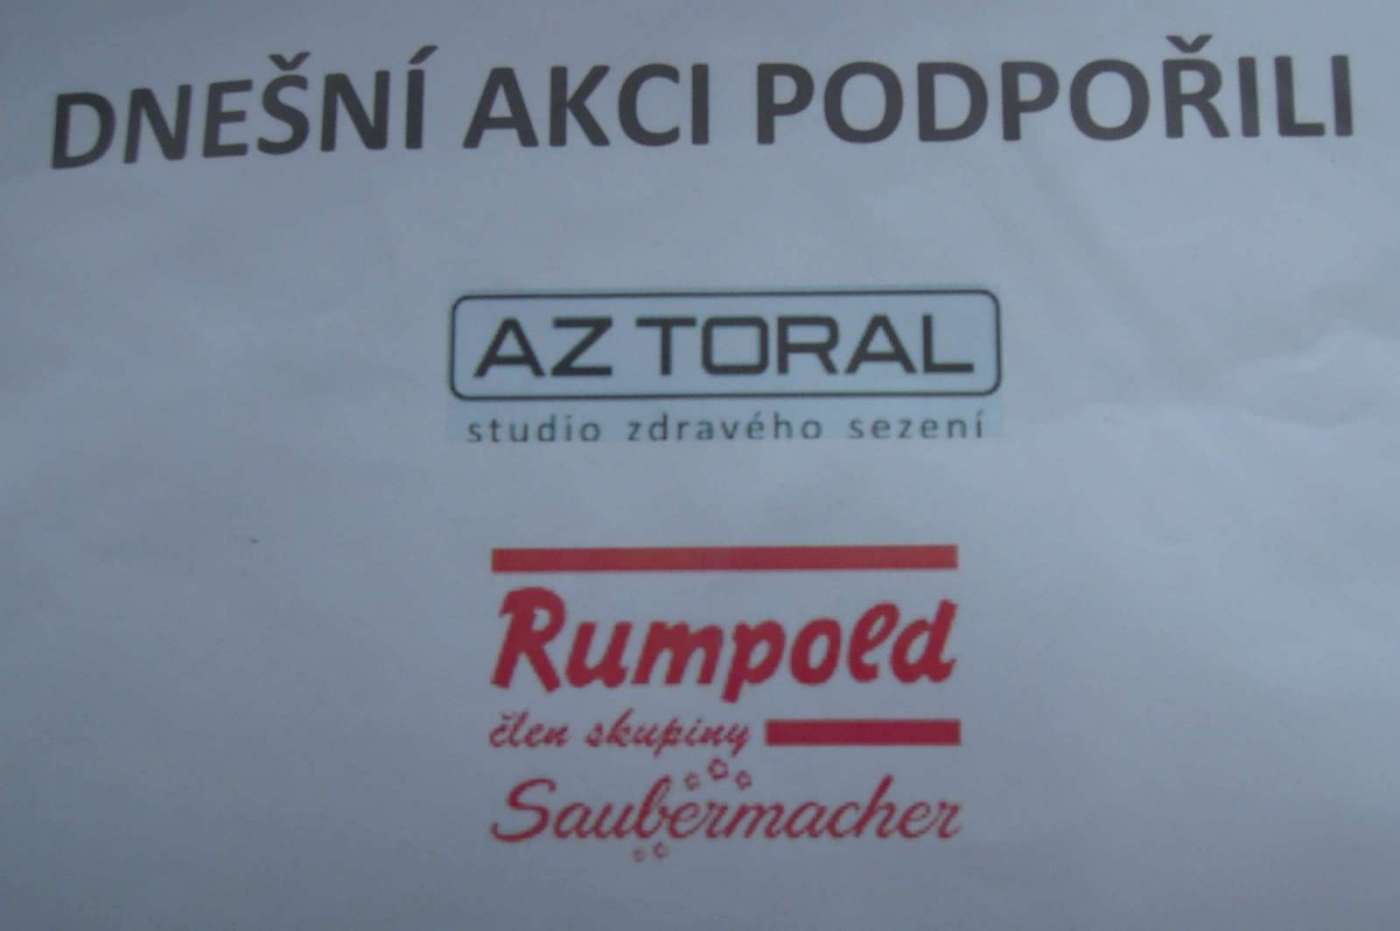 DNEŠNÍ AKCI PODPOŘILI
AZ TORAL
studio zdravého sezení
Rumpold
člen skupiny
Saubermacher